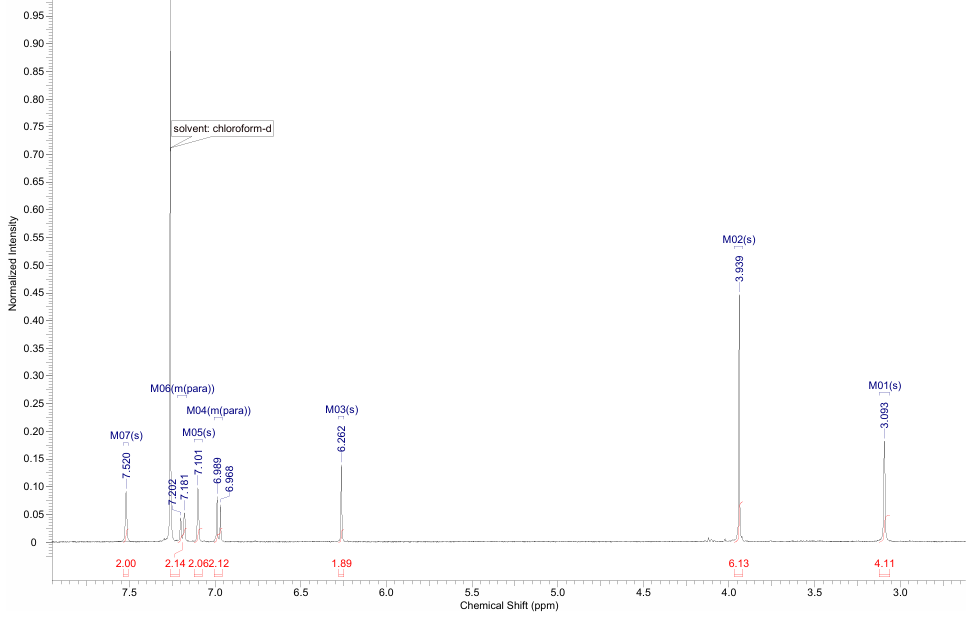 0.95
0.90
0.85
0.80
0.75
solvent: chloroform-d
0.70
0.65
0.60
0.55
M02(s)
3.939
0.50
0.45
0.40
M06(m(para))
M01(s)
3.093
0.35
M04(m(para))
M03(s)
6.262
0.30
M07(s)
M05(s)
7.520
7.202
7.181
7.101
6.989
6.968
0.25
0.20
0.15
0.10
0.05
0
Normalized Intensity
2.00 2.14 2.06 2.12 1.89 6.13 4.11
7.5 7.0 6.5 6.0 5.5 5.0 4.5 4.0 3.5 3.0
Chemical Shift (ppm)